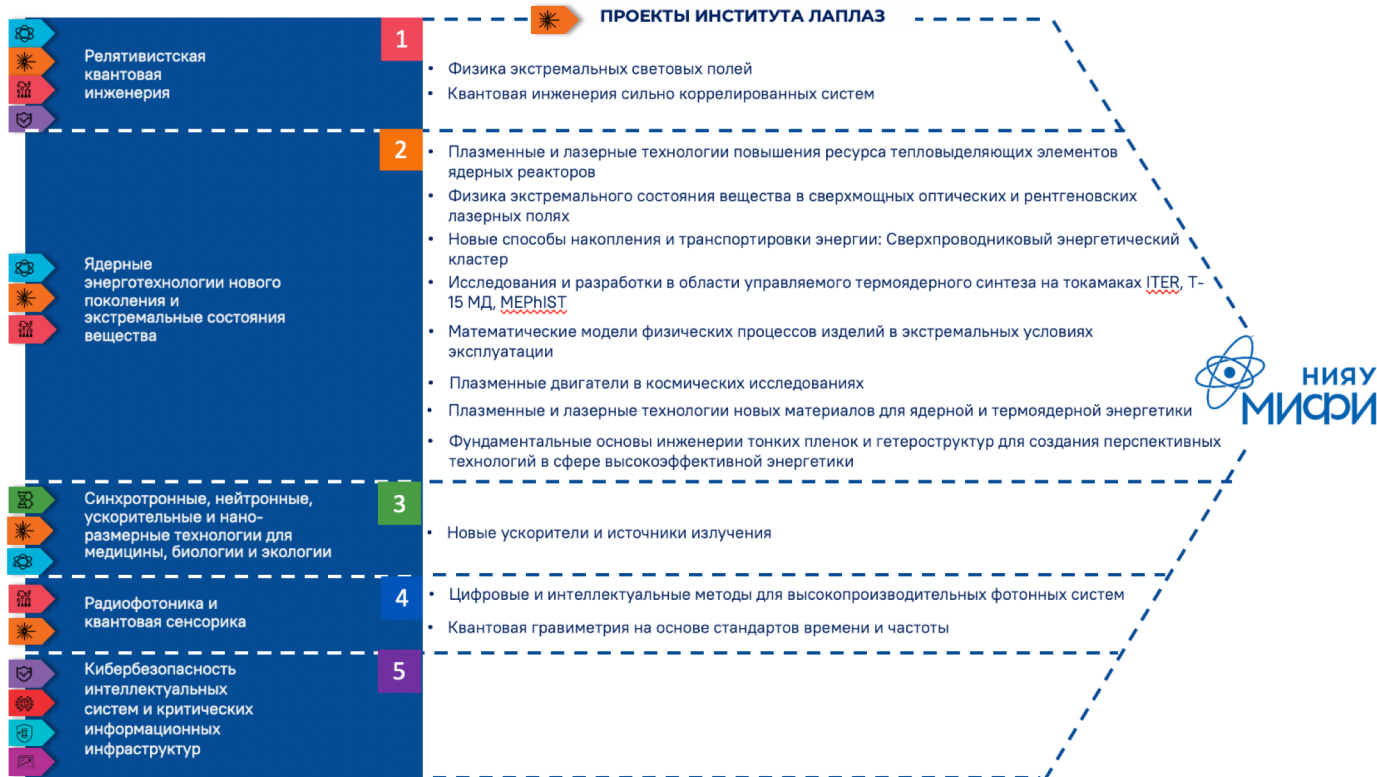 ПРОЕКТЫ ИНСТИТУТА ЛАПЛАЗ
1
Релятивистская
квантовая
инженерия
• Физика экстремальных световых полей
• Квантовая инженерия сильно коррелированных систем
2
Ядерные
энерготехнологии нового
поколения и
экстремальные состояния
вещества
• Плазменные и лазерные технологии повышения ресурса тепловыделяющих элементов
ядерных реакторов
• Физика экстремального состояния вещества в сверхмощных оптических и рентгеновских
лазерных полях
• Новые способы накопления и транспортировки энергии: Сверхпроводниковый энергетический
кластер
• Исследования и разработки в области управляемого термоядерного синтеза на токамаках ITER, Т-
15 МД, MEPhIST
• Математические модели физических процессов изделий в экстремальных условиях
эксплуатации
• Плазменные двигатели в космических исследованиях
• Плазменные и лазерные технологии новых материалов для ядерной и термоядерной энергетики
• Фундаментальные основы инженерии тонких пленок и гетероструктур для создания перспективных
технологий в сфере высокоэффективной энергетики
НИЯУ
МИФИ
3
Синхротронные, нейтронные,
ускорительные и нано-
размерные технологии для
медицины, биологии и экологии
• Новые ускорители и источники излучения
4
Радиофотоника и
квантовая сенсорика
• Цифровые и интеллектуальные методы для высокопроизводительных фотонных систем
• Квантовая гравиметрия на основе стандартов времени и частоты
5
Кибербезопасность
интеллектуальных
систем и критических
информационных
инфраструктур